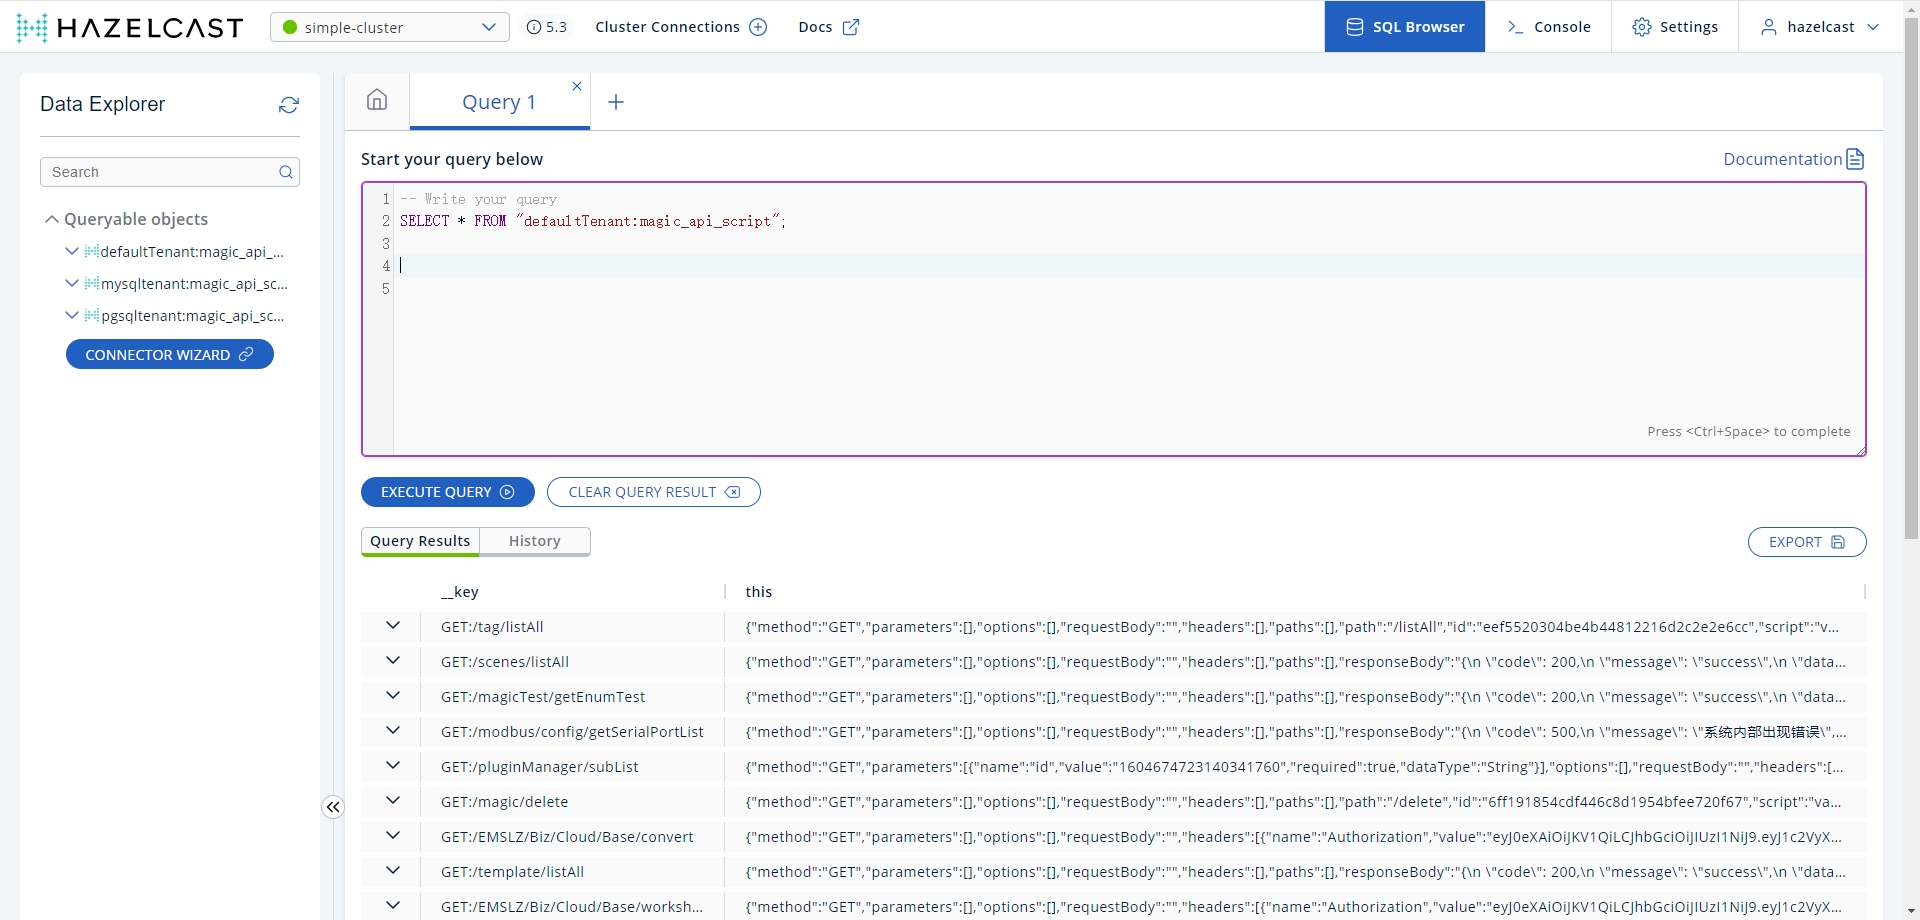 HAZELCAST
simple-cluster
5.3
Cluster Connections
Docs
SQL Browser
Console
Settings
hazelcast
Data Explorer
Search
Queryable objects
defaultTenant:magic_api_...
mysqltenant:magic_api_sc...
pgsqltenant:magic_api_sc...
CONNECTOR WIZARD
Query 1
Start your query below
Documentation
1 -- Write your query
2 SELECT * FROM "defaultTenant:magic_api_script";
3
4
5
Press <Ctrl+Space> to complete
EXECUTE QUERY
CLEAR QUERY RESULT
Query Results
History
EXPORT
__key this
GET:/tag/listAll {"method":"GET","parameters":[],"options":[],"requestBody":"","headers":[],"paths":[],"path":"/listAll","id":"eef5520304be4b44812216d2c2e2e6cc","script":"v...
GET:/scenes/listAll {"method":"GET","parameters":[],"options":[],"requestBody":"","headers":[],"paths":[],"responseBody":"{\n \"code\": 200,\n \"message\": \"success\",\n \"data...
GET:/magicTest/getEnumTest {"method":"GET","parameters":[],"options":[],"requestBody":"","headers":[],"paths":[],"responseBody":"{\n \"code\": 200,\n \"message\": \"success\",\n \"data...
GET:/modbus/config/getSerialPortList {"method":"GET","parameters":[],"options":[],"requestBody":"","headers":[],"paths":[],"responseBody":"{\n \"code\": 500,\n \"message\": \"系统内部出现错误\",...
GET:/pluginManager/subList {"method":"GET","parameters":[{"name":"id","value":"1604674723140341760","required":true,"dataType":"String"}],"options":[],"requestBody":"","headers":[...
GET:/magic/delete {"method":"GET","parameters":[],"options":[],"requestBody":"","headers":[],"paths":[],"path":"/delete","id":"6ff191854cdf446c8d1954bfee720f67","script":"va...
GET:/EMSLZ/Biz/Cloud/Base/convert {"method":"GET","parameters":[],"options":[],"requestBody":"","headers":[{"name":"Authorization","value":"eyJ0eXAiOiJKV1QiLCJhbGciOiJIUzI1NiJ9.eyJ1c2VyX...
GET:/template/listAll {"method":"GET","parameters":[],"options":[],"requestBody":"","headers":[],"paths":[],"responseBody":"{\n \"code\": 200,\n \"message\": \"success\",\n \"data...
GET:/EMSLZ/Biz/Cloud/Base/worksh... {"method":"GET","parameters":[],"options":[],"requestBody":"","headers":[{"name":"Authorization","value":"eyJ0eXAiOiJKV1QiLCJhbGciOiJIUzI1NiJ9.eyJ1c2VyX...